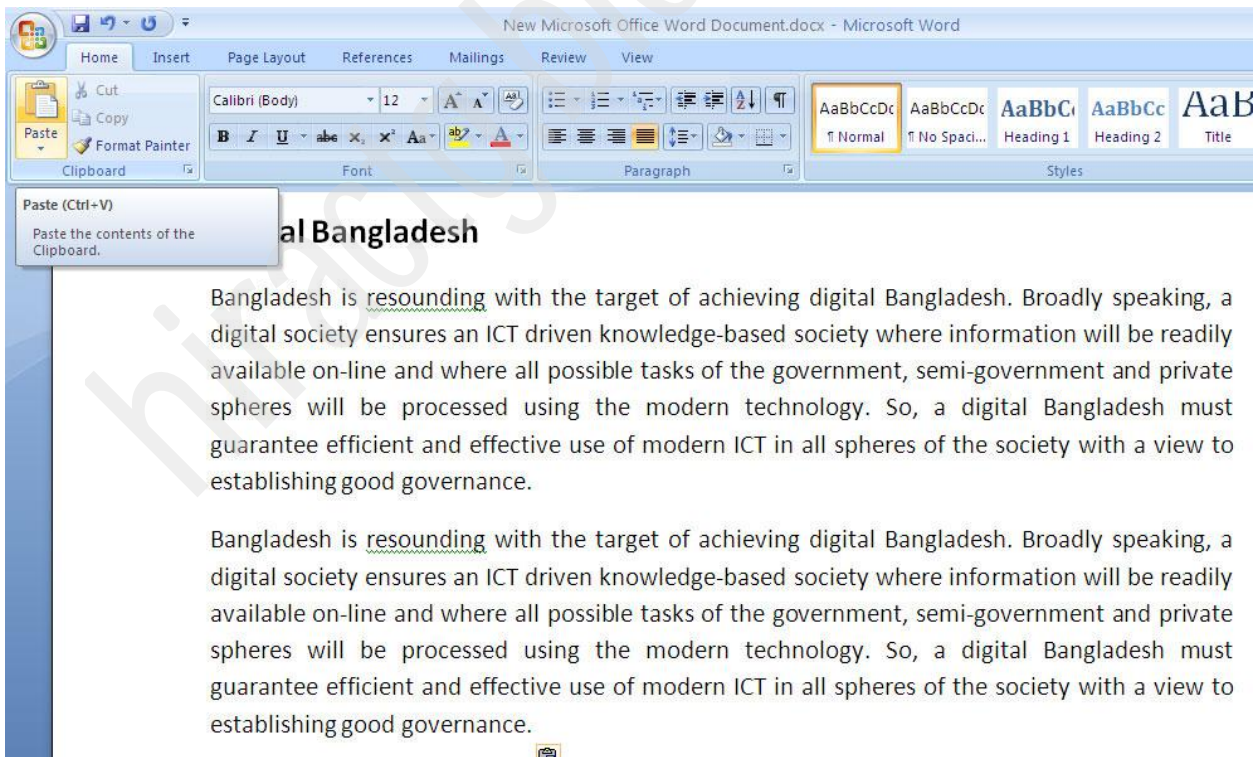 New Microsoft Office Word Document.docx - Microsoft Word
Home Insert Page Layout References Mailings Review View
Cut
Copy
Paste
Format Painter
Clipboard
Calibri (Body) 12
B I U abc x₂ x² Aa ab A
Font
Paragraph
AaBbCcDc AaBbCcDc AaBbC AaBbCc AaB
¶ Normal ¶ No Spaci... Heading 1 Heading 2 Title
Styles
Paste (Ctrl+V)
Paste the contents of the
Clipboard.
al Bangladesh
Bangladesh is resounding with the target of achieving digital Bangladesh. Broadly speaking, a
digital society ensures an ICT driven knowledge-based society where information will be readily
available on-line and where all possible tasks of the government, semi-government and private
spheres will be processed using the modern technology. So, a digital Bangladesh must
guarantee efficient and effective use of modern ICT in all spheres of the society with a view to
establishing good governance.
Bangladesh is resounding with the target of achieving digital Bangladesh. Broadly speaking, a
digital society ensures an ICT driven knowledge-based society where information will be readily
available on-line and where all possible tasks of the government, semi-government and private
spheres will be processed using the modern technology. So, a digital Bangladesh must
guarantee efficient and effective use of modern ICT in all spheres of the society with a view to
establishing good governance.